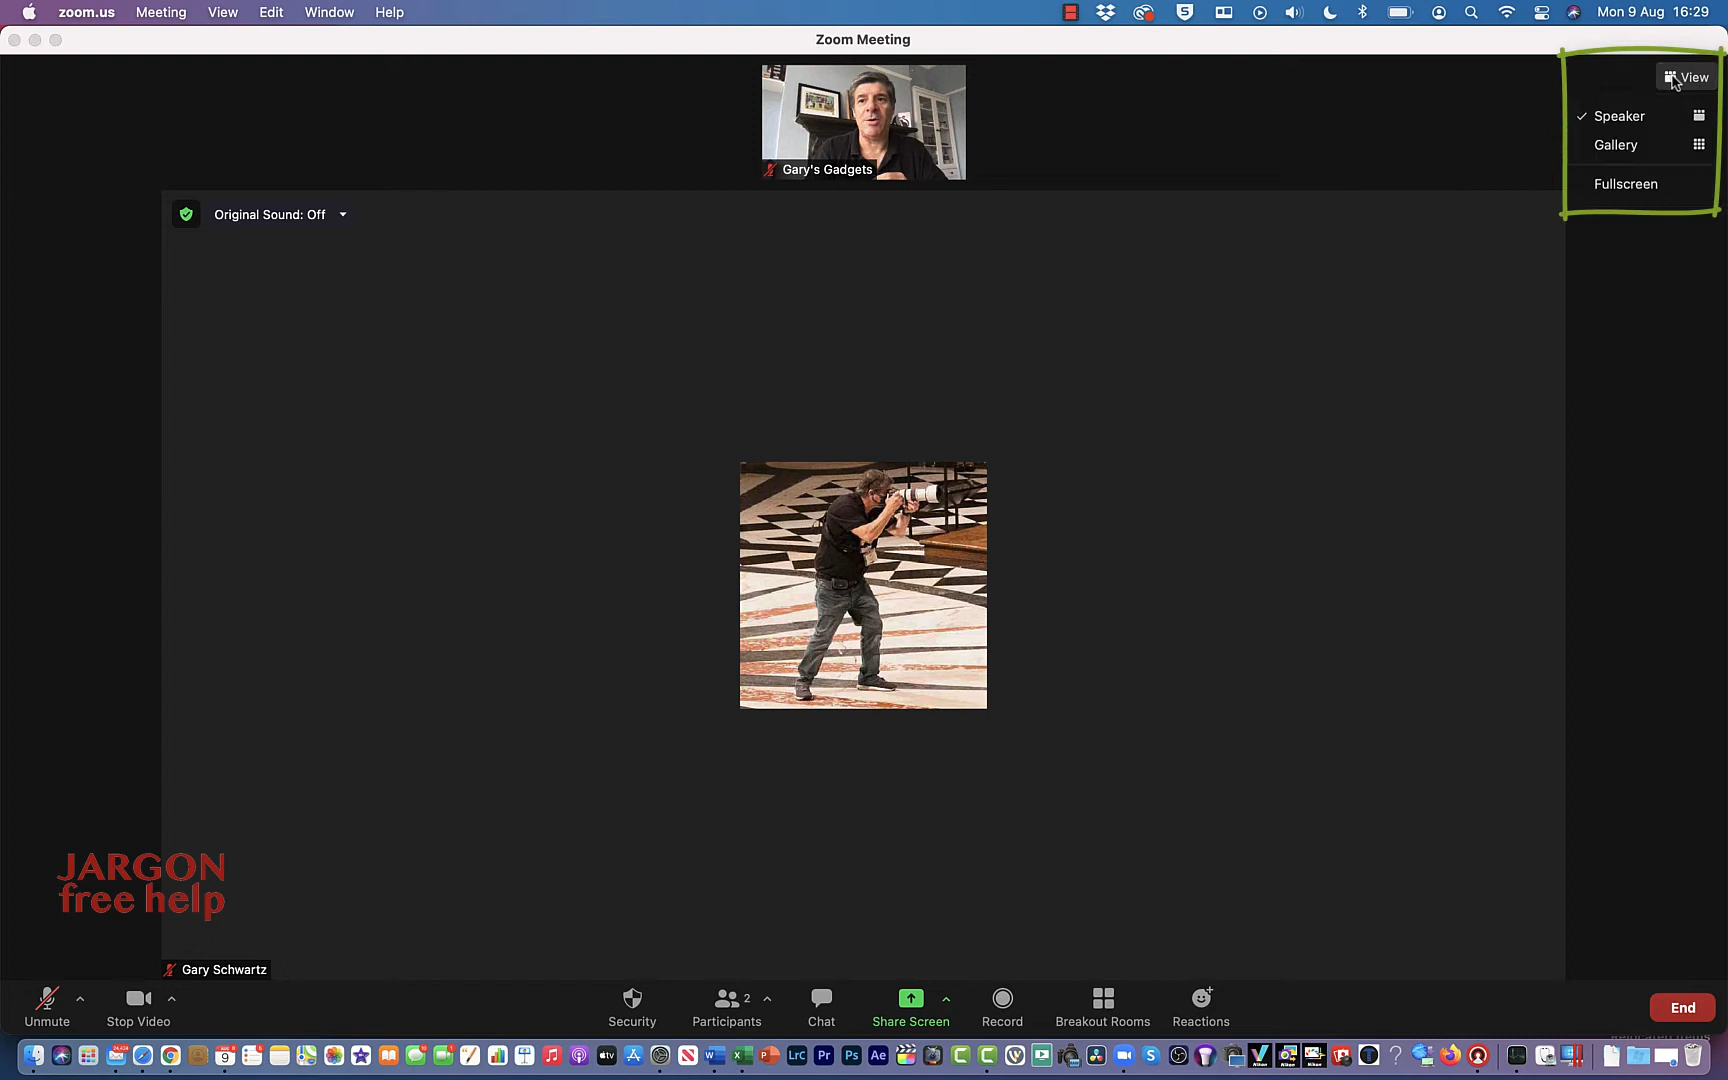 zoom.us Meeting View Edit Window Help Mon 9 Aug 16:29
Zoom Meeting
View
Speaker
Gallery
Fullscreen
Gary's Gadgets
Original Sound: Off
JARGON
free help
Gary Schwartz
Unmute Stop Video Security Participants 2 Chat Share Screen Record Breakout Rooms Reactions End